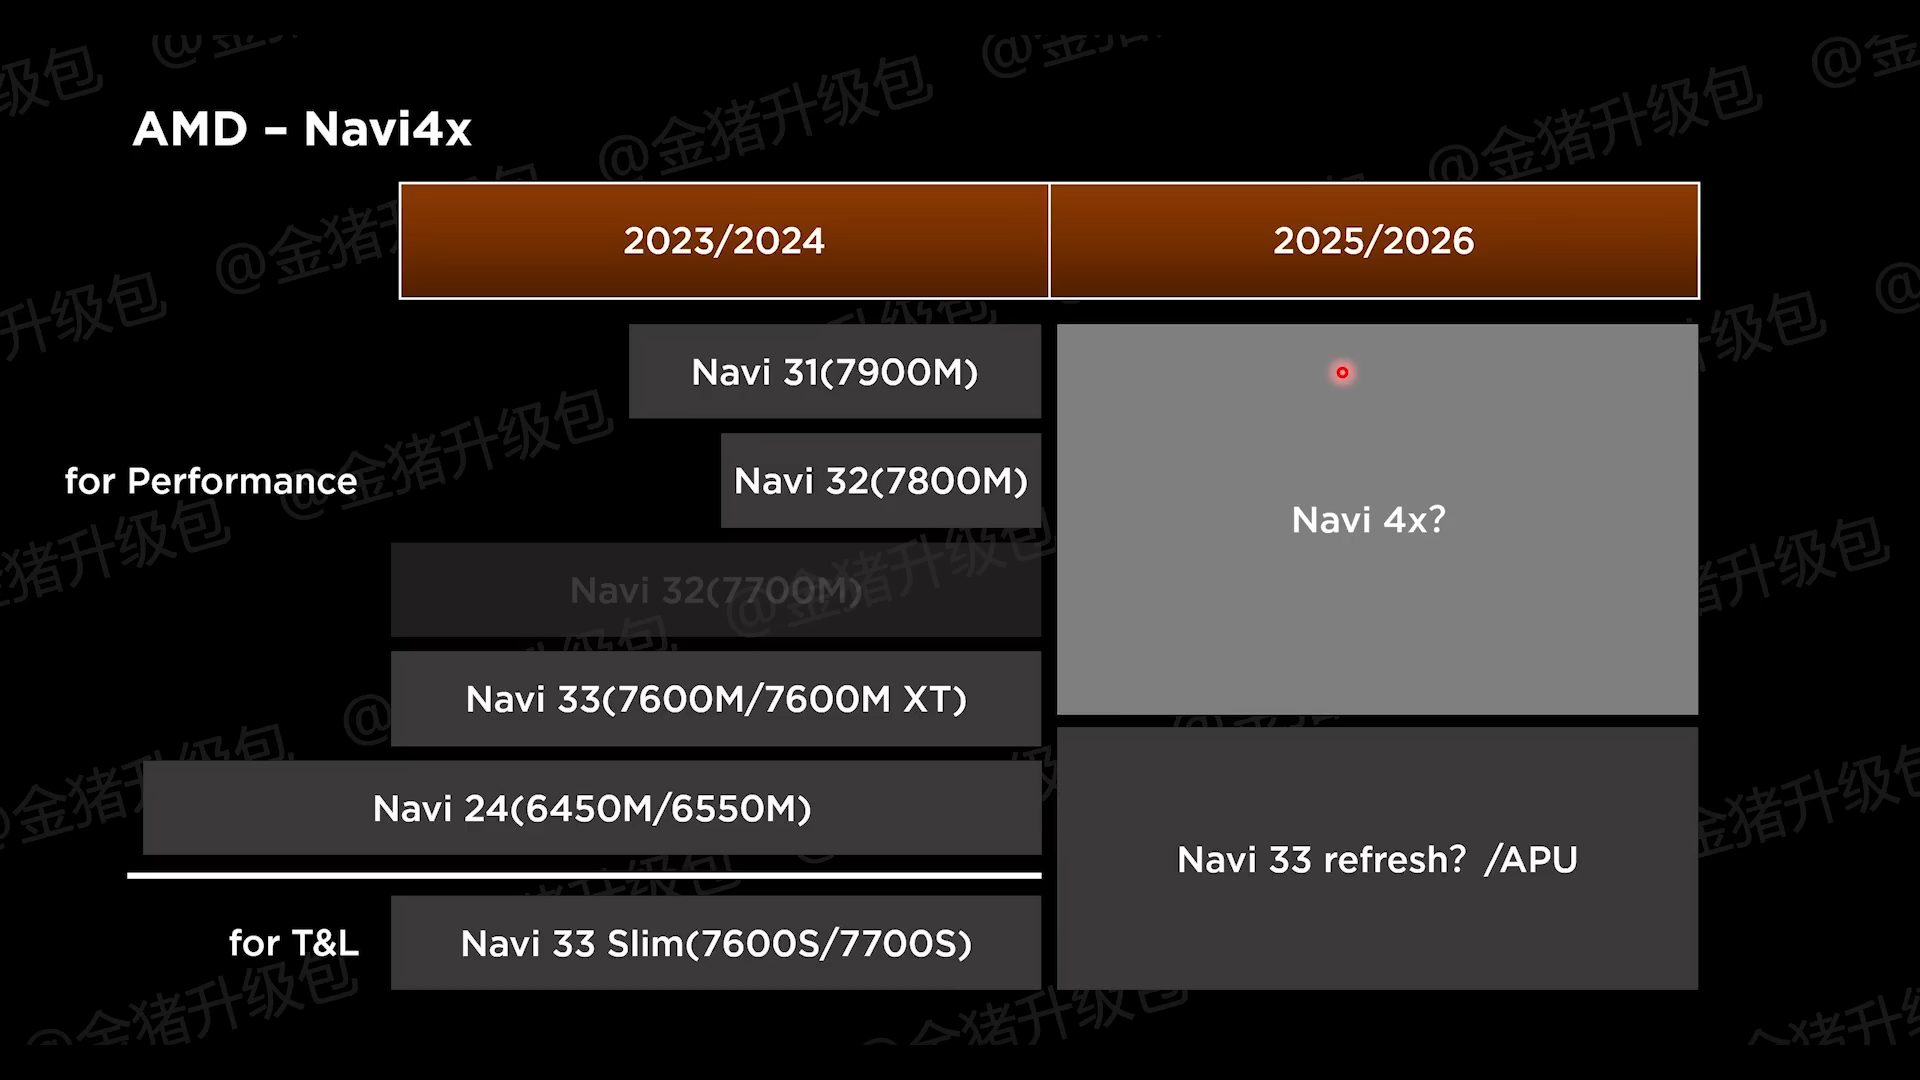 AMD – Navi4x
2023/2024
2025/2026
for Performance
Navi 31(7900M)
Navi 32(7800M)
Navi 32(7700M)
Navi 33(7600M/7600M XT)
Navi 24(6450M/6550M)
for T&L
Navi 33 Slim(7600S/7700S)
Navi 4x?
Navi 33 refresh? /APU
@金猪升级包